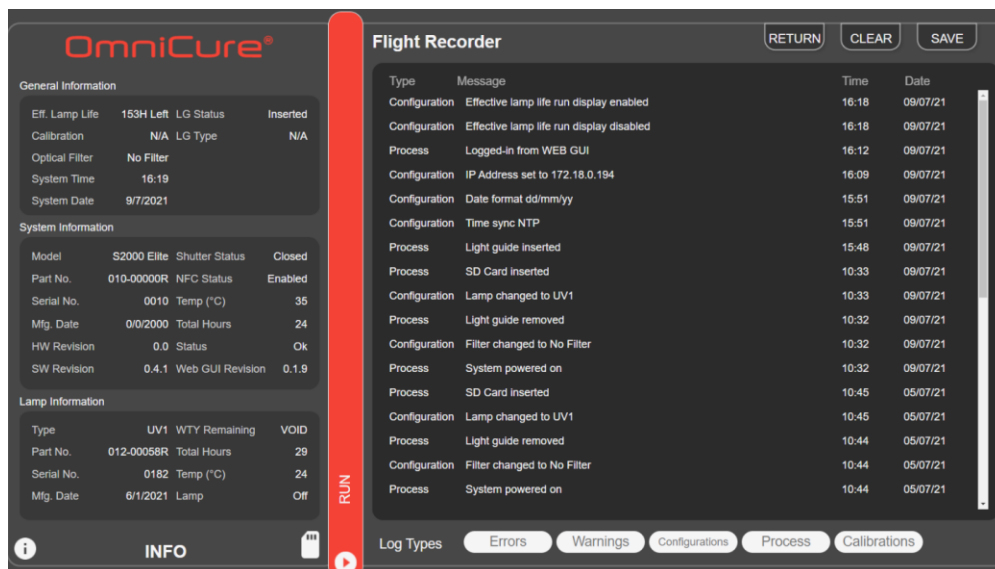 OmniCure®
General Information
Eff. Lamp Life 153H Left LG Status Inserted
Calibration N/A LG Type N/A
Optical Filter No Filter
System Time 16:19
System Date 9/7/2021
System Information
Model S2000 Elite Shutter Status Closed
Part No. 010-00000R NFC Status Enabled
Serial No. 0010 Temp (°C) 35
Mfg. Date 0/0/2000 Total Hours 24
HW Revision 0.0 Status Ok
SW Revision 0.4.1 Web GUI Revision 0.1.9
Lamp Information
Type UV1 WTY Remaining VOID
Part No. 012-00058R Total Hours 29
Serial No. 0182 Temp (°C) 24
Mfg. Date 6/1/2021 Lamp Off
INFO
RUN
Flight Recorder RETURN CLEAR SAVE
Type Message Time Date
Configuration Effective lamp life run display enabled 16:18 09/07/21
Configuration Effective lamp life run display disabled 16:18 09/07/21
Process Logged-in from WEB GUI 16:12 09/07/21
Configuration IP Address set to 172.18.0.194 16:09 09/07/21
Configuration Date format dd/mm/yy 15:51 09/07/21
Configuration Time sync NTP 15:51 09/07/21
Process Light guide inserted 15:48 09/07/21
Process SD Card inserted 10:33 09/07/21
Configuration Lamp changed to UV1 10:33 09/07/21
Process Light guide removed 10:32 09/07/21
Configuration Filter changed to No Filter 10:32 09/07/21
Process System powered on 10:32 09/07/21
Process SD Card inserted 10:45 05/07/21
Configuration Lamp changed to UV1 10:45 05/07/21
Process Light guide removed 10:44 05/07/21
Configuration Filter changed to No Filter 10:44 05/07/21
Process System powered on 10:44 05/07/21
Log Types Errors Warnings Configurations Process Calibrations